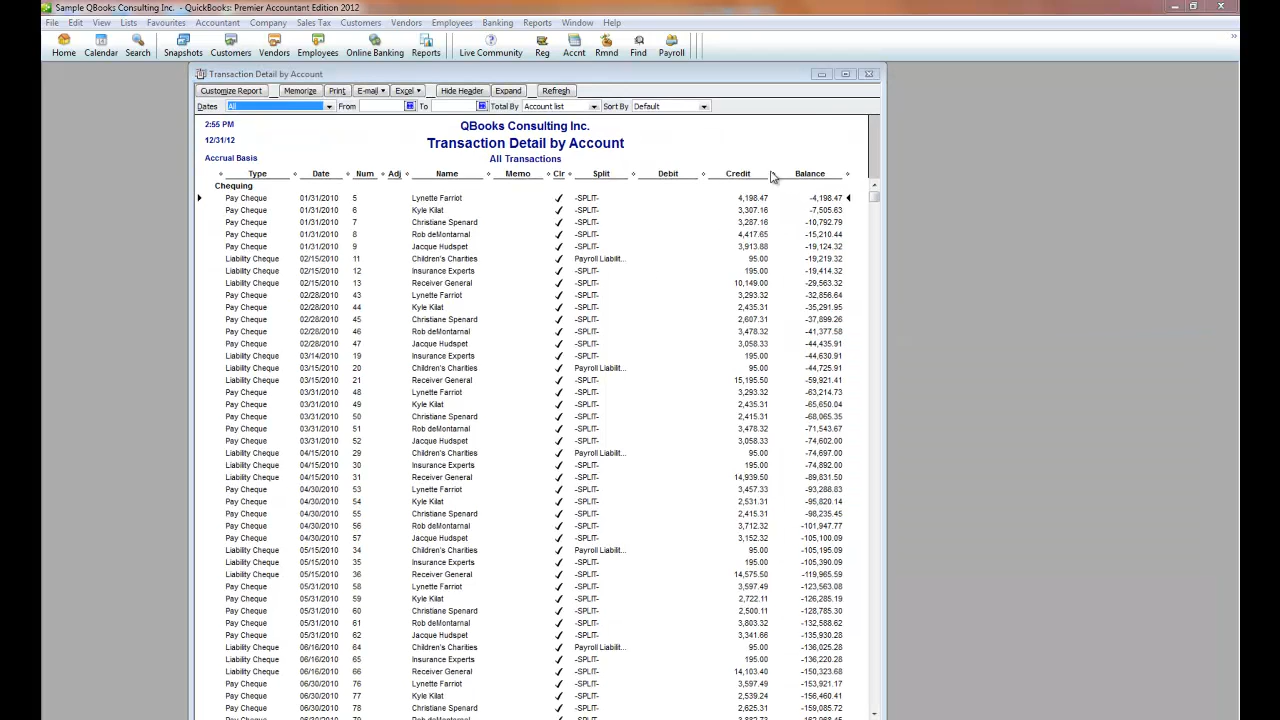 Sample QBooks Consulting Inc. - QuickBooks: Premier Accountant Edition 2012
File Edit View Lists Favourites Accountant Company Sales Tax Customers Vendors Employees Banking Reports Window Help
Home Calendar Search Snapshots Customers Vendors Employees Online Banking Reports Live Community Reg Accnt Rmnd Find Payroll
Transaction Detail by Account
Customize Report Memorize Print E-mail Excel Hide Header Expand Refresh
Dates All From To Total By Account list Sort By Default
2:55 PM QBooks Consulting Inc.
12/31/12 Transaction Detail by Account
Accrual Basis All Transactions
Type Date Num Adj Name Memo Clr Split Debit Credit Balance
Chequing
Pay Cheque 01/31/2010 5 Lynette Farriot ✓ -SPLIT- 4,198.47 -4,198.47
Pay Cheque 01/31/2010 6 Kyle Kilat ✓ -SPLIT- 3,307.16 -7,505.63
Pay Cheque 01/31/2010 7 Christiane Spenard ✓ -SPLIT- 3,287.16 -10,792.79
Pay Cheque 01/31/2010 8 Rob deMontarnal ✓ -SPLIT- 4,417.65 -15,210.44
Pay Cheque 01/31/2010 9 Jacque Hudspet ✓ -SPLIT- 3,913.88 -19,124.32
Liability Cheque 02/15/2010 11 Children's Charities ✓ Payroll Liabilit... 95.00 -19,219.32
Liability Cheque 02/15/2010 12 Insurance Experts ✓ -SPLIT- 195.00 -19,414.32
Liability Cheque 02/15/2010 13 Receiver General ✓ -SPLIT- 10,149.00 -29,563.32
Pay Cheque 02/28/2010 43 Lynette Farriot ✓ -SPLIT- 3,293.32 -32,856.64
Pay Cheque 02/28/2010 44 Kyle Kilat ✓ -SPLIT- 2,435.31 -35,291.95
Pay Cheque 02/28/2010 45 Christiane Spenard ✓ -SPLIT- 2,607.31 -37,899.26
Pay Cheque 02/28/2010 46 Rob deMontarnal ✓ -SPLIT- 3,478.32 -41,377.58
Pay Cheque 02/28/2010 47 Jacque Hudspet ✓ -SPLIT- 3,058.33 -44,435.91
Liability Cheque 03/14/2010 19 Insurance Experts ✓ -SPLIT- 195.00 -44,630.91
Liability Cheque 03/15/2010 20 Children's Charities ✓ Payroll Liabilit... 95.00 -44,725.91
Liability Cheque 03/15/2010 21 Receiver General ✓ -SPLIT- 15,195.50 -59,921.41
Pay Cheque 03/31/2010 48 Lynette Farriot ✓ -SPLIT- 3,293.32 -63,214.73
Pay Cheque 03/31/2010 49 Kyle Kilat ✓ -SPLIT- 2,435.31 -65,650.04
Pay Cheque 03/31/2010 50 Christiane Spenard ✓ -SPLIT- 2,415.31 -68,065.35
Pay Cheque 03/31/2010 51 Rob deMontarnal ✓ -SPLIT- 3,478.32 -71,543.67
Pay Cheque 03/31/2010 52 Jacque Hudspet ✓ -SPLIT- 3,058.33 -74,602.00
Liability Cheque 04/15/2010 29 Children's Charities ✓ Payroll Liabilit... 95.00 -74,697.00
Liability Cheque 04/15/2010 30 Insurance Experts ✓ -SPLIT- 195.00 -74,892.00
Liability Cheque 04/15/2010 31 Receiver General ✓ -SPLIT- 14,939.50 -89,831.50
Pay Cheque 04/30/2010 53 Lynette Farriot ✓ -SPLIT- 3,457.33 -93,288.83
Pay Cheque 04/30/2010 54 Kyle Kilat ✓ -SPLIT- 2,531.31 -95,820.14
Pay Cheque 04/30/2010 55 Christiane Spenard ✓ -SPLIT- 2,415.31 -98,235.45
Pay Cheque 04/30/2010 56 Rob deMontarnal ✓ -SPLIT- 3,712.32 -101,947.77
Pay Cheque 04/30/2010 57 Jacque Hudspet ✓ -SPLIT- 3,152.32 -105,100.09
Liability Cheque 05/15/2010 34 Children's Charities ✓ Payroll Liabilit... 95.00 -105,195.09
Liability Cheque 05/15/2010 35 Insurance Experts ✓ -SPLIT- 195.00 -105,390.09
Liability Cheque 05/15/2010 36 Receiver General ✓ -SPLIT- 14,575.50 -119,965.59
Pay Cheque 05/31/2010 58 Lynette Farriot ✓ -SPLIT- 3,597.49 -123,563.08
Pay Cheque 05/31/2010 59 Kyle Kilat ✓ -SPLIT- 2,722.11 -126,285.19
Pay Cheque 05/31/2010 60 Christiane Spenard ✓ -SPLIT- 2,500.11 -128,785.30
Pay Cheque 05/31/2010 61 Rob deMontarnal ✓ -SPLIT- 3,803.32 -132,588.62
Pay Cheque 05/31/2010 62 Jacque Hudspet ✓ -SPLIT- 3,341.66 -135,930.28
Liability Cheque 06/16/2010 64 Children's Charities ✓ Payroll Liabilit... 95.00 -136,025.28
Liability Cheque 06/16/2010 65 Insurance Experts ✓ -SPLIT- 195.00 -136,220.28
Liability Cheque 06/16/2010 66 Receiver General ✓ -SPLIT- 14,103.40 -150,323.68
Pay Cheque 06/30/2010 76 Lynette Farriot ✓ -SPLIT- 3,597.49 -153,921.17
Pay Cheque 06/30/2010 77 Kyle Kilat ✓ -SPLIT- 2,539.24 -156,460.41
Pay Cheque 06/30/2010 78 Christiane Spenard ✓ -SPLIT- 2,625.31 -159,085.72